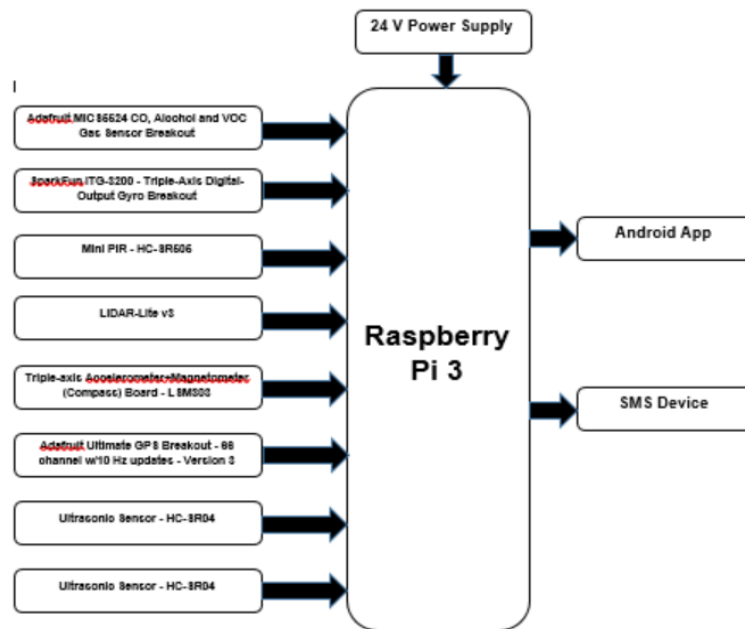 24 V Power Supply
Adafruit MICS5524 CO, Alcohol and VOC
Gas Sensor Breakout
SparkFun ITG-3200 - Triple-Axis Digital-
Output Gyro Breakout
Mini PIR - HC-SR505
LIDAR-Lite v3
Triple-axis Accelerometer+Magnetometer
(Compass) Board - LSM303
Adafruit Ultimate GPS Breakout - 66
channel w/10 Hz updates - Version 3
Ultrasonic Sensor - HC-SR04
Ultrasonic Sensor - HC-SR04
Raspberry
Pi 3
Android App
SMS Device